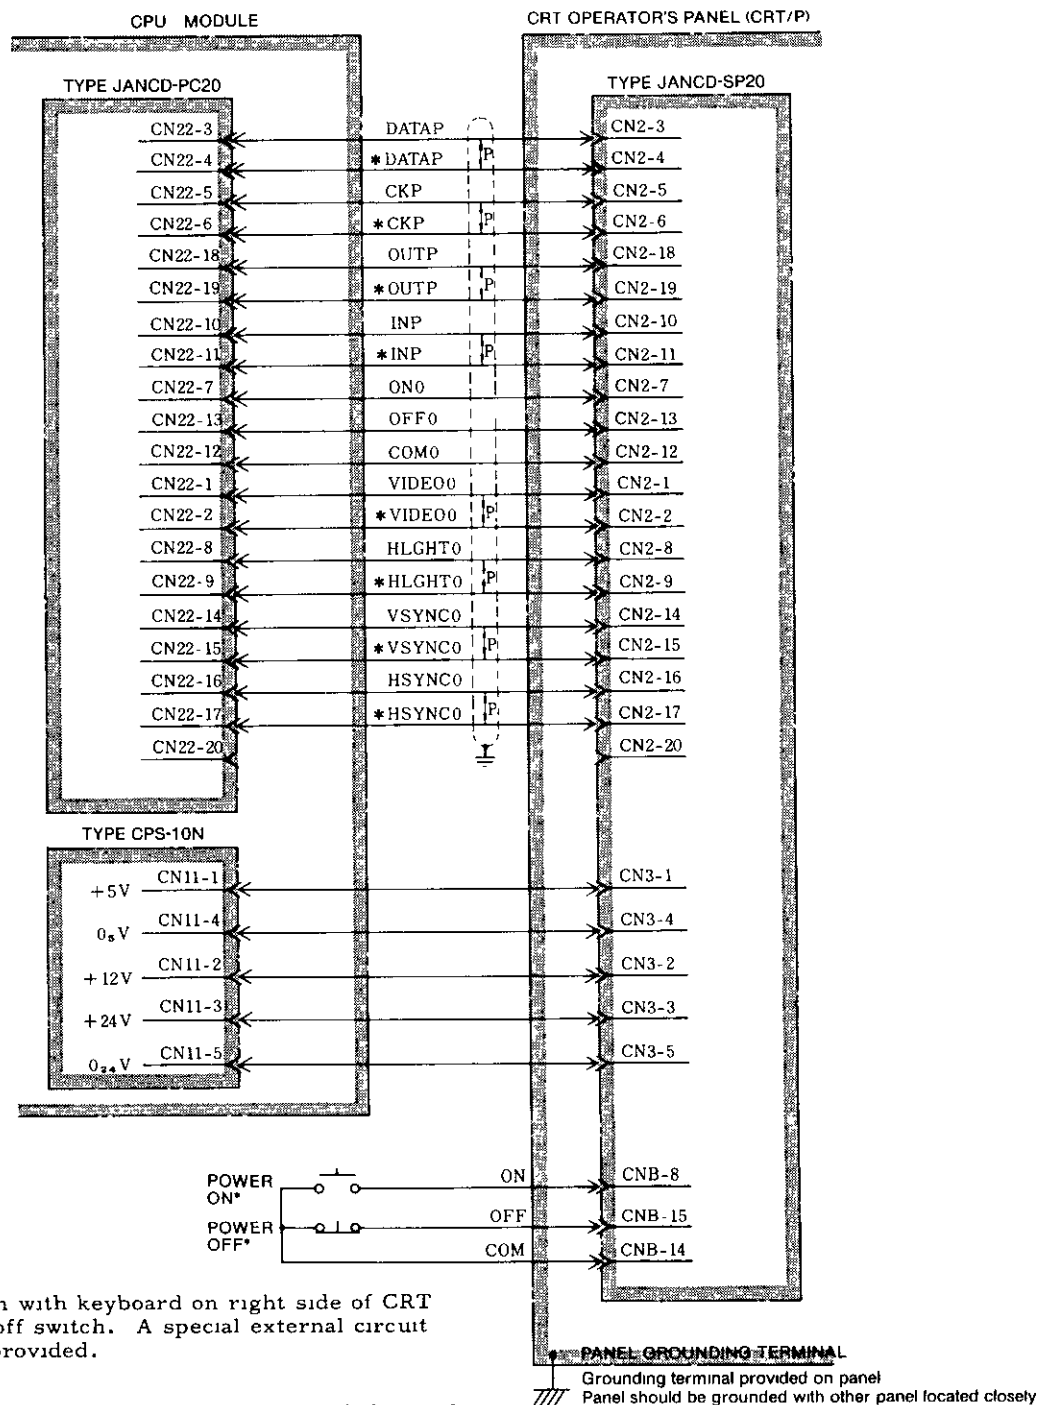 CPU MODULE
CRT OPERATOR'S PANEL (CRT/P)
TYPE JANCD-PC20
TYPE JANCD-SP20
CN22-3 DATAP P CN2-3
CN22-4 *DATAP CN2-4
CN22-5 CKP P CN2-5
CN22-6 *CKP CN2-6
CN22-18 OUTP P CN2-18
CN22-19 *OUTP CN2-19
CN22-10 INP P CN2-10
CN22-11 *INP CN2-11
CN22-7 ON0 CN2-7
CN22-13 OFF0 CN2-13
CN22-12 COM0 CN2-12
CN22-1 VIDEO0 P CN2-1
CN22-2 *VIDEO0 CN2-2
CN22-8 HLGHT0 P CN2-8
CN22-9 *HLGHT0 CN2-9
CN22-14 VSYNC0 P CN2-14
CN22-15 *VSYNC0 CN2-15
CN22-16 HSYNC0 P CN2-16
CN22-17 *HSYNC0 CN2-17
CN22-20 CN2-20
TYPE CPS-10N
+5V CN11-1 CN3-1
0₅V CN11-4 CN3-4
+12V CN11-2 CN3-2
+24V CN11-3 CN3-3
0₂₄V CN11-5 CN3-5
POWER ON* ON CNB-8
POWER OFF* OFF CNB-15
COM CNB-14
with keyboard on right side of CRT
off switch. A special external circuit
provided.
PANEL GROUNDING TERMINAL
Grounding terminal provided on panel
Panel should be grounded with other panel located closely